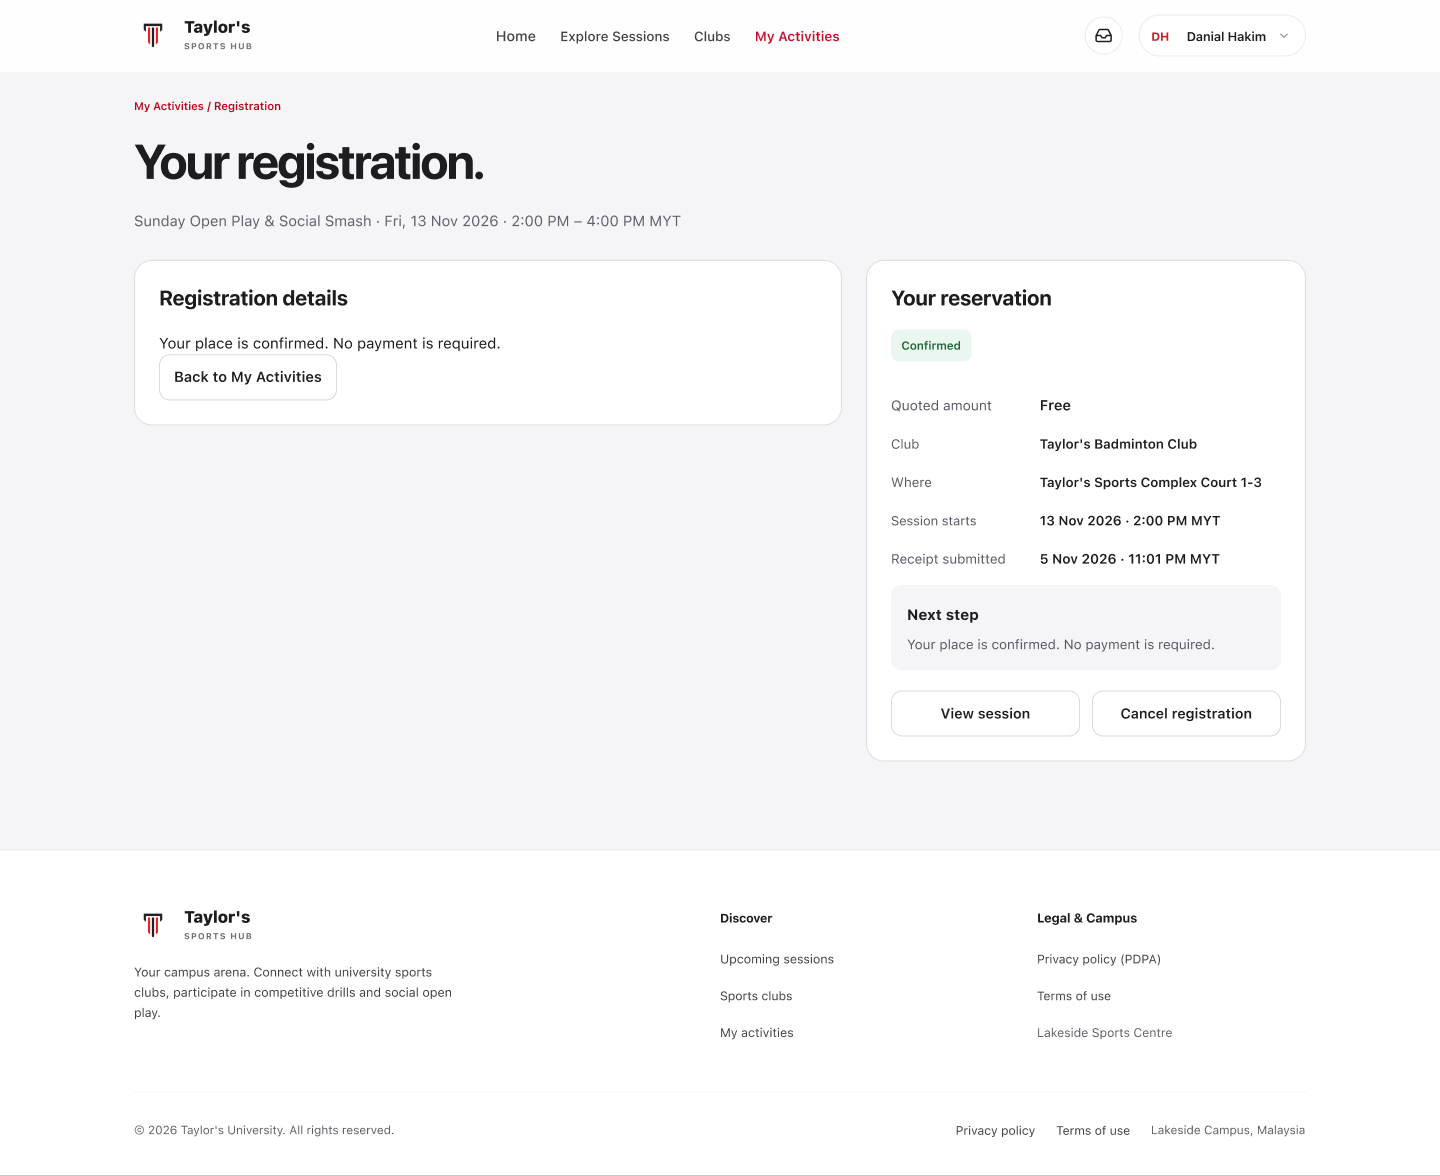 Taylor's
SPORTS HUB
Home
Explore Sessions
Clubs
My Activities
DH
Danial Hakim
My Activities / Registration
Your registration.
Sunday Open Play & Social Smash · Fri, 13 Nov 2026 · 2:00 PM – 4:00 PM MYT
Registration details
Your place is confirmed. No payment is required.
Back to My Activities
Your reservation
Confirmed
Quoted amount
Free
Club
Taylor's Badminton Club
Where
Taylor's Sports Complex Court 1-3
Session starts
13 Nov 2026 · 2:00 PM MYT
Receipt submitted
5 Nov 2026 · 11:01 PM MYT
Next step
Your place is confirmed. No payment is required.
View session
Cancel registration
Taylor's
SPORTS HUB
Your campus arena. Connect with university sports
clubs, participate in competitive drills and social open
play.
Discover
Upcoming sessions
Sports clubs
My activities
Legal & Campus
Privacy policy (PDPA)
Terms of use
Lakeside Sports Centre
© 2026 Taylor's University. All rights reserved.
Privacy policy
Terms of use
Lakeside Campus, Malaysia